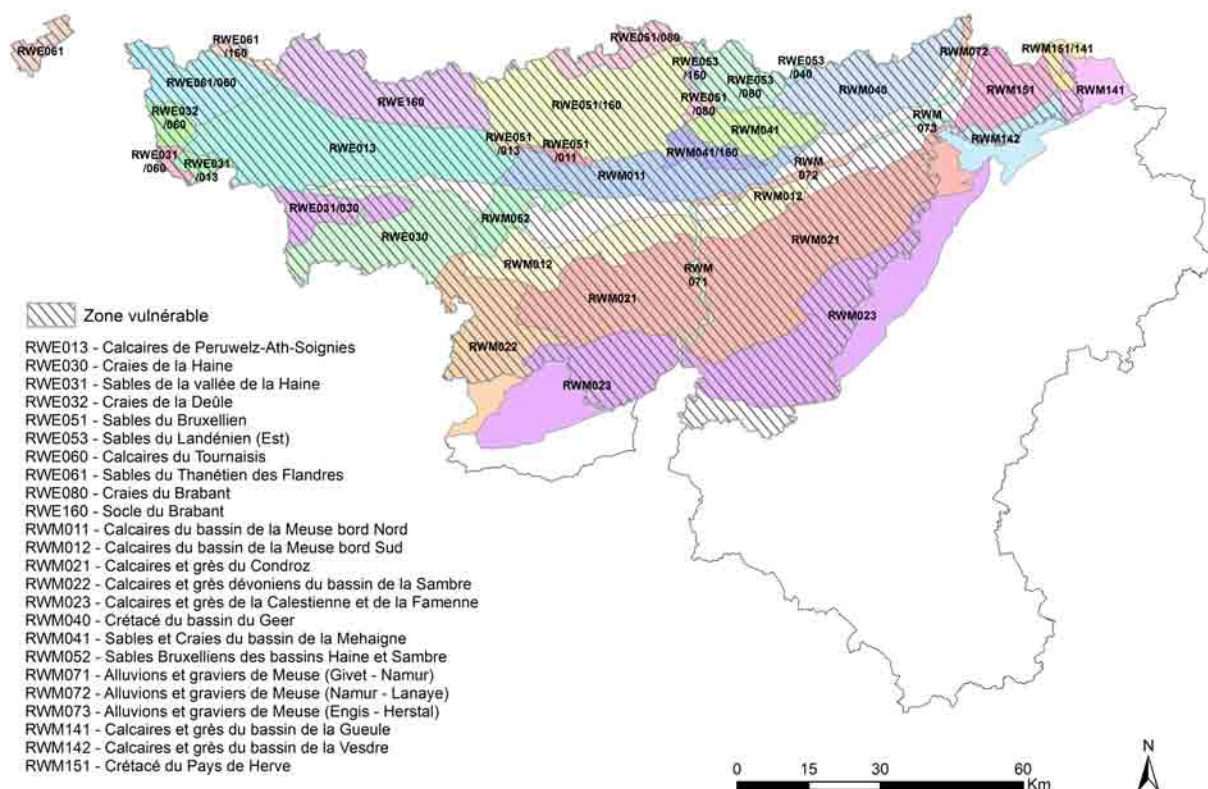 RWE061
RWE061
/160
RWE051/080
RWE053
/160
RWE053
/080
RWE053
/040
RWM072
RWM151/141
RWE061/060
RWE160
RWE051/160
RWE051
/080
RWM040
RWM151
RWM141
RWE032
/060
RWE013
RWE051
/013
RWE051
/011
RWM041
RWM041/160
RWM
073
RWM142
RWE031
/060
RWE031
/013
RWM011
RWM
072
RWM012
RWE031/030
RWE030
RWM052
RWM012
RWM021
RWM
071
RWM021
RWM022
RWM023
RWM023
Zone vulnérable
RWE013 - Calcaires de Peruwelz-Ath-Soignies
RWE030 - Craies de la Haine
RWE031 - Sables de la vallée de la Haine
RWE032 - Craies de la Deûle
RWE051 - Sables du Bruxellien
RWE053 - Sables du Landénien (Est)
RWE060 - Calcaires du Tournaisis
RWE061 - Sables du Thanétien des Flandres
RWE080 - Craies du Brabant
RWE160 - Socle du Brabant
RWM011 - Calcaires du bassin de la Meuse bord Nord
RWM012 - Calcaires du bassin de la Meuse bord Sud
RWM021 - Calcaires et grès du Condroz
RWM022 - Calcaires et grès dévoniens du bassin de la Sambre
RWM023 - Calcaires et grès de la Calestienne et de la Famenne
RWM040 - Crétacé du bassin du Geer
RWM041 - Sables et Craies du bassin de la Mehaigne
RWM052 - Sables Bruxelliens des bassins Haine et Sambre
RWM071 - Alluvions et graviers de Meuse (Givet - Namur)
RWM072 - Alluvions et graviers de Meuse (Namur - Lanaye)
RWM073 - Alluvions et graviers de Meuse (Engis - Herstal)
RWM141 - Calcaires et grès du bassin de la Gueule
RWM142 - Calcaires et grès du bassin de la Vesdre
RWM151 - Crétacé du Pays de Herve
0 15 30 60
Km
N